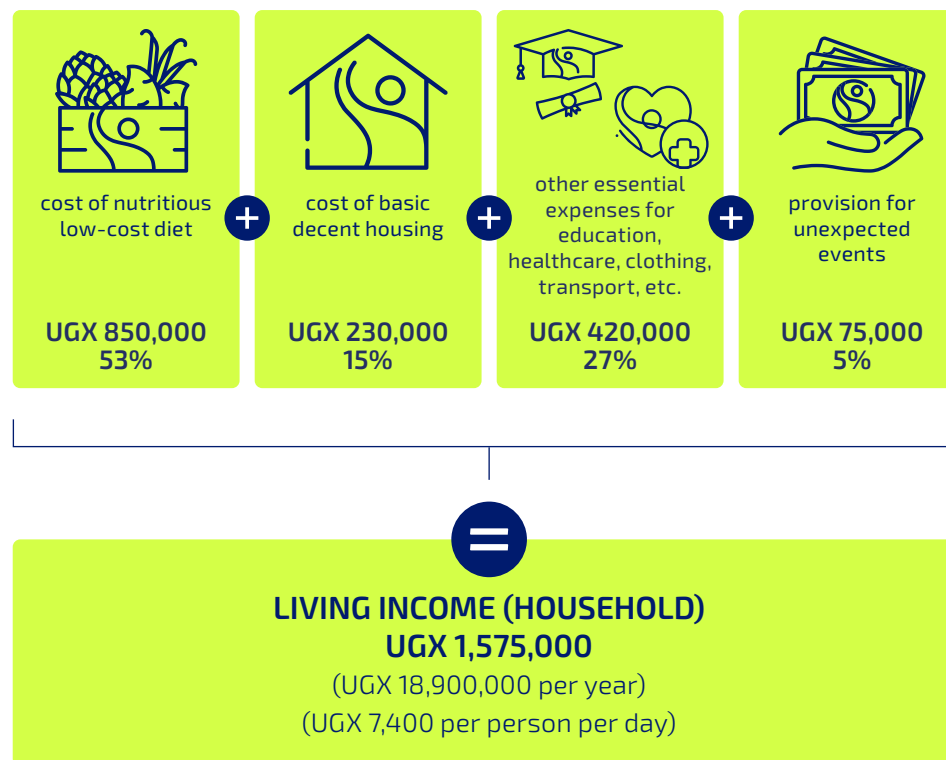 cost of nutritious
low-cost diet
UGX 850,000
53%
+
cost of basic
decent housing
UGX 230,000
15%
+
other essential
expenses for
education,
healthcare, clothing,
transport, etc.
UGX 420,000
27%
+
provision for
unexpected
events
UGX 75,000
5%
=
LIVING INCOME (HOUSEHOLD)
UGX 1,575,000
(UGX 18,900,000 per year)
(UGX 7,400 per person per day)